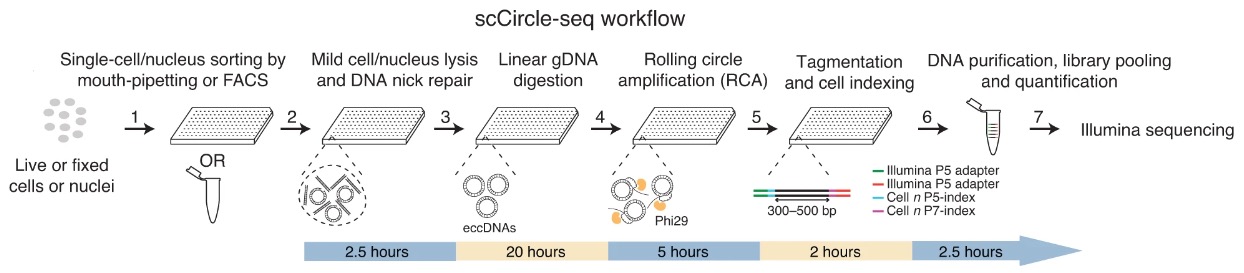 scCircle-seq workflow
Single-cell/nucleus sorting by
mouth-pipetting or FACS
Mild cell/nucleus lysis
and DNA nick repair
Linear gDNA
digestion
Rolling circle
amplification (RCA)
Tagmentation
and cell indexing
DNA purification, library pooling
and quantification
1
2
3
4
5
6
7
Live or fixed
cells or nuclei
OR
Illumina sequencing
eccDNAs
Phi29
300–500 bp
Illumina P5 adapter
Illumina P5 adapter
Cell n P5-index
Cell n P7-index
2.5 hours
20 hours
5 hours
2 hours
2.5 hours